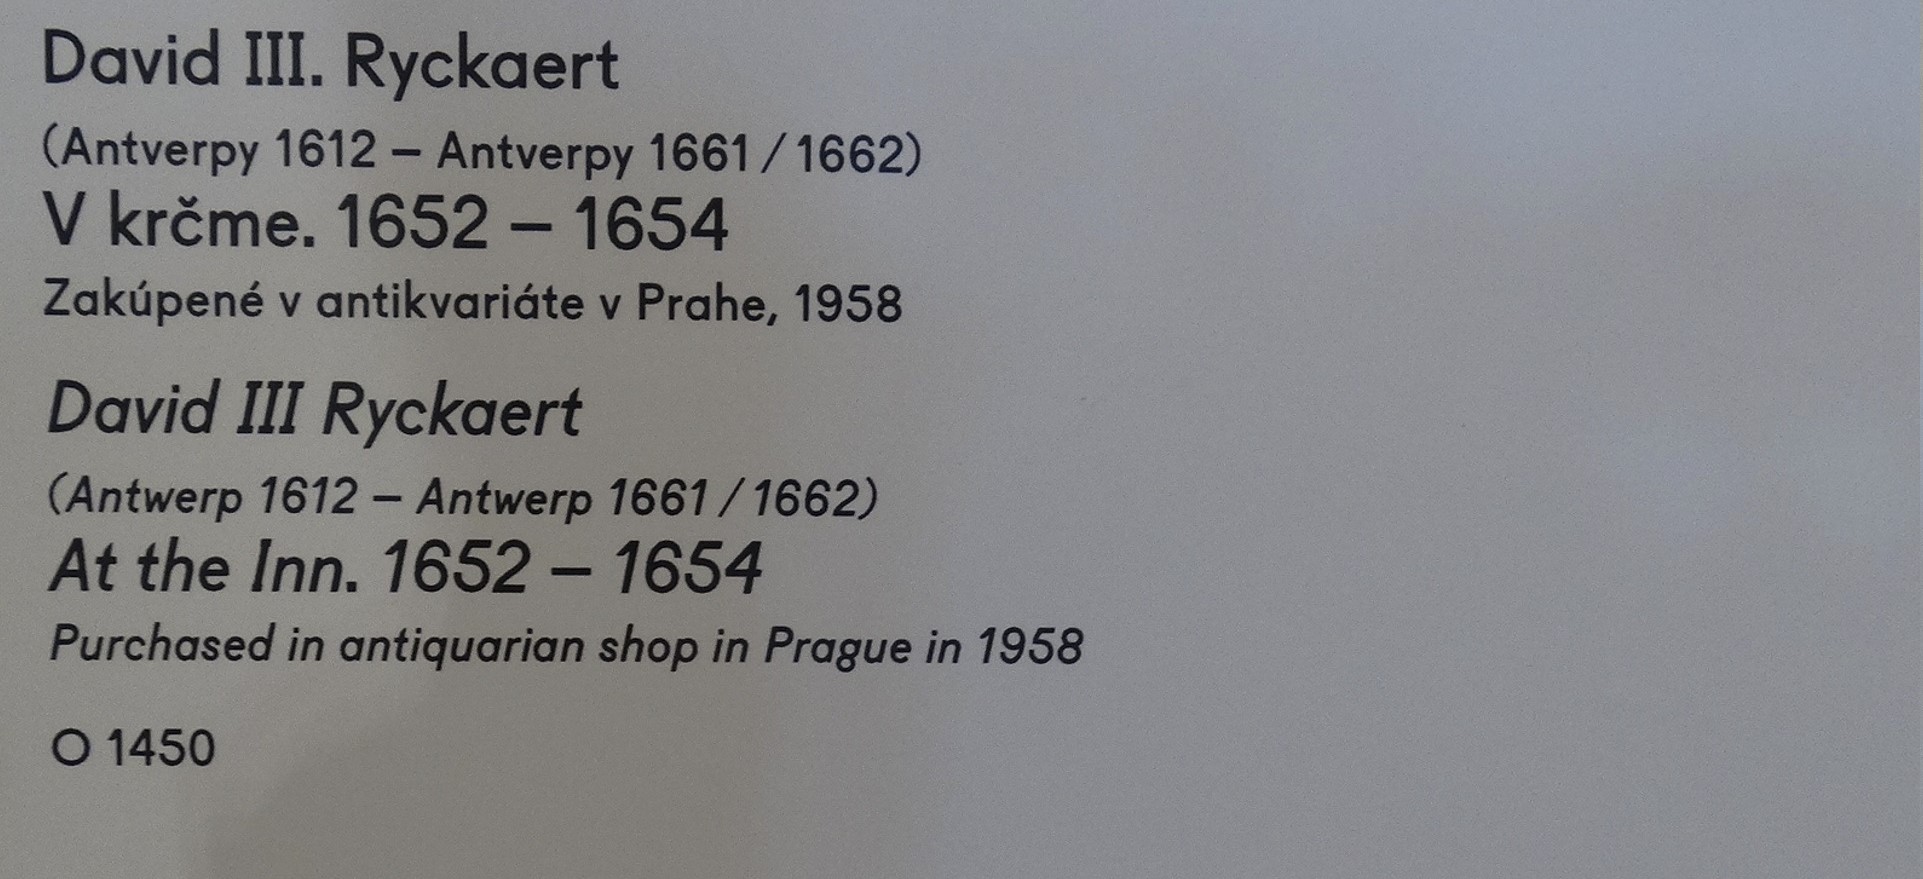 David III. Ryckaert
(Antverpy 1612 – Antverpy 1661 / 1662)
V krčme. 1652 – 1654
Zakúpené v antikvariáte v Prahe, 1958
David III Ryckaert
(Antwerp 1612 – Antwerp 1661 / 1662)
At the Inn. 1652 – 1654
Purchased in antiquarian shop in Prague in 1958
O 1450